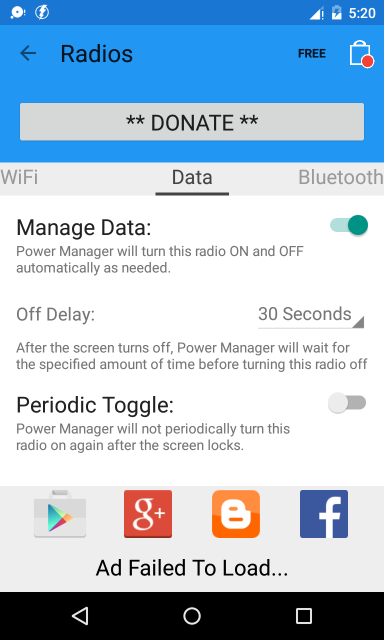 5:20
Radios
FREE
** DONATE **
WiFi
Data
Bluetooth
Manage Data:
Power Manager will turn this radio ON and OFF
automatically as needed.
Off Delay:
30 Seconds
After the screen turns off, Power Manager will wait for
the specified amount of time before turning this radio off
Periodic Toggle:
Power Manager will not periodically turn this
radio on again after the screen locks.
g+
f
Ad Failed To Load...